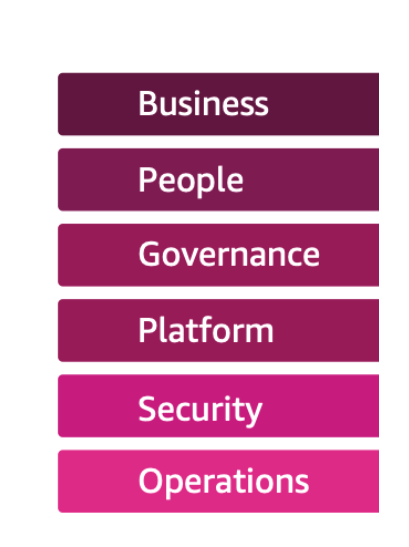 Business
People
Governance
Platform
Security
Operations